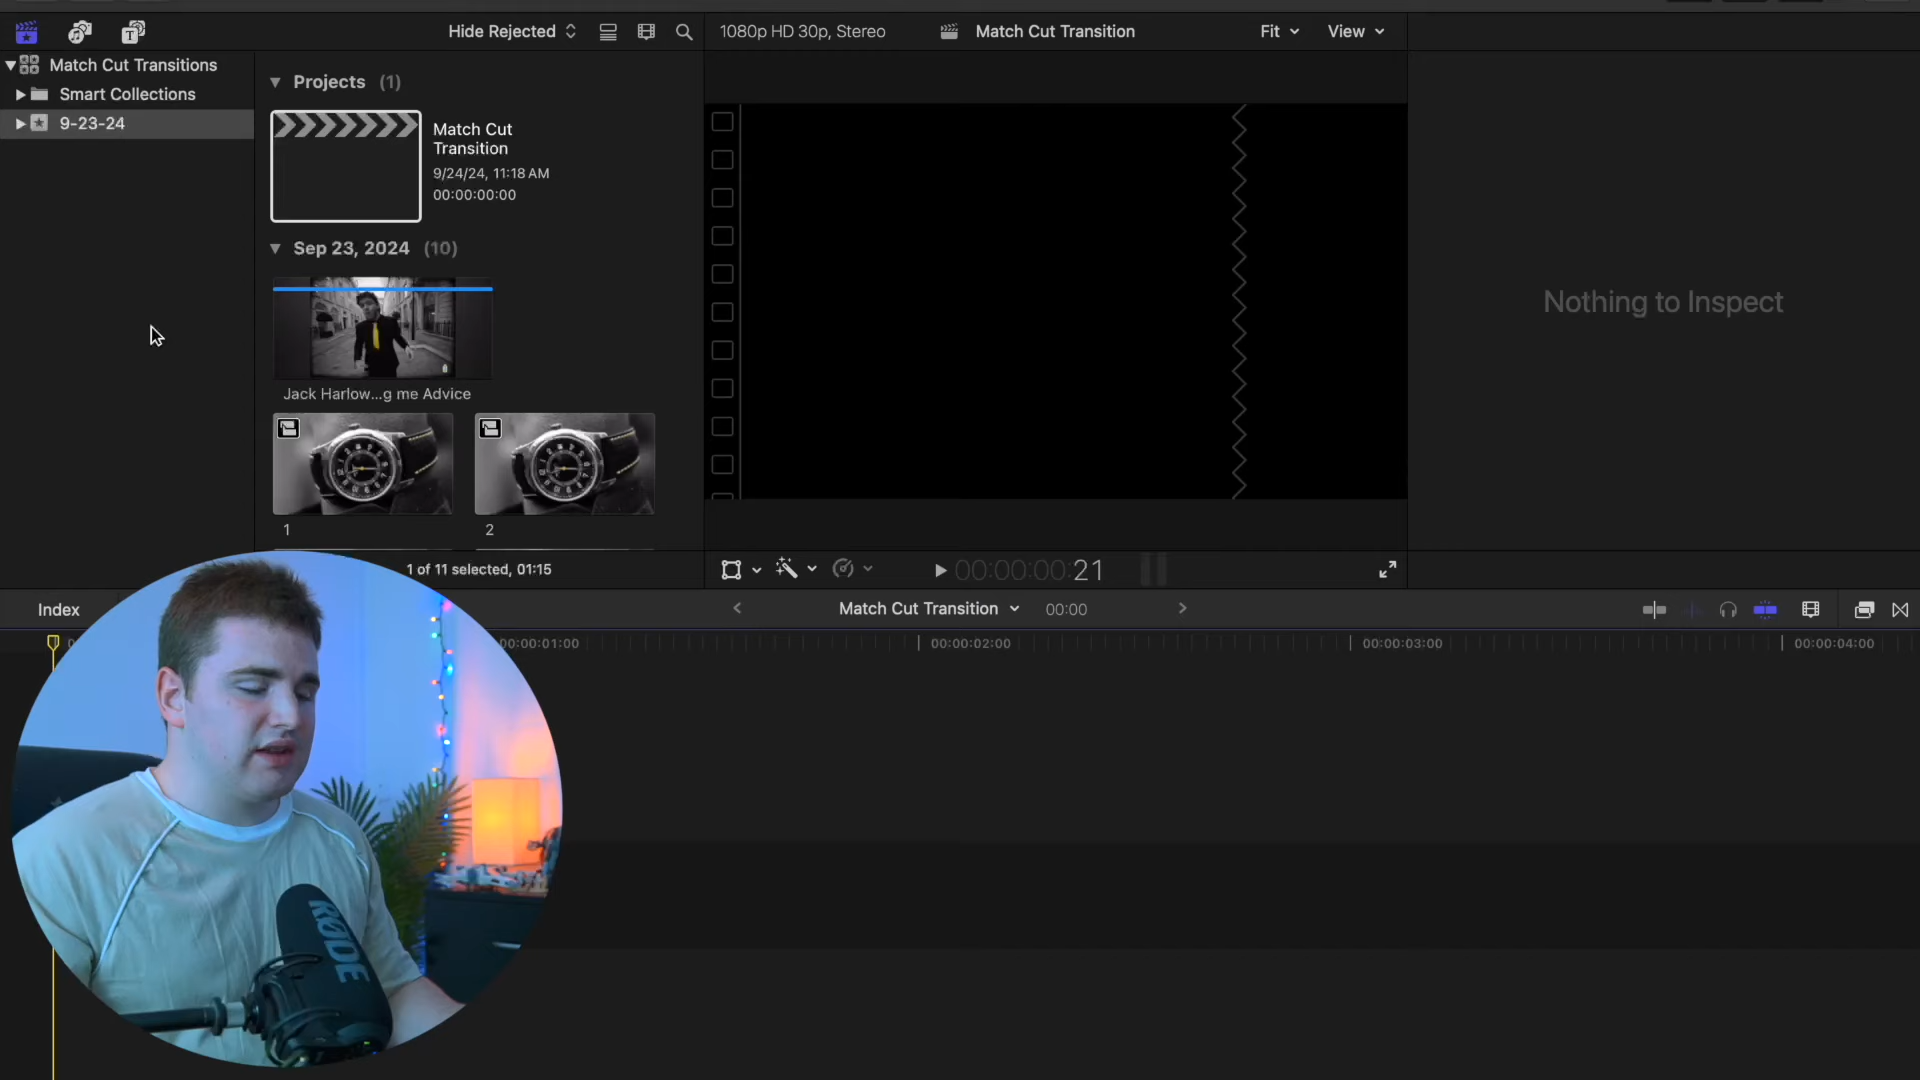 Hide Rejected
1080p HD 30p, Stereo
Match Cut Transition
Fit
View
Match Cut Transitions
Smart Collections
9-23-24
Projects (1)
Match Cut
Transition
9/24/24, 11:18 AM
00:00:00:00
Sep 23, 2024 (10)
Jack Harlow...g me Advice
1
2
Nothing to Inspect
1 of 11 selected, 01:15
00:00:00:21
Index
Match Cut Transition
00:00
00:00:01:00
00:00:02:00
00:00:03:00
00:00:04:00
RØDE